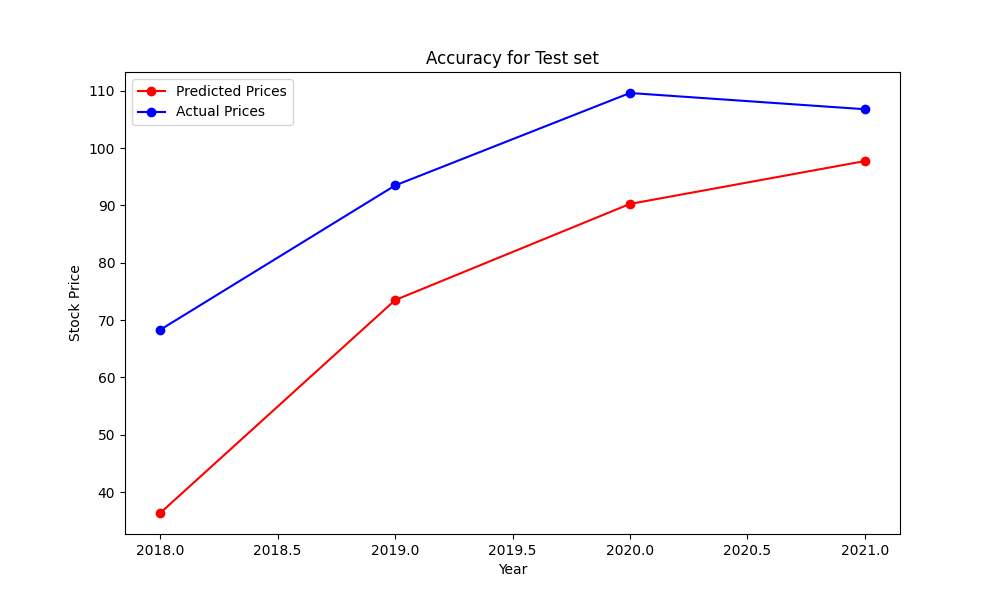 Accuracy for Test set
Predicted Prices
Actual Prices
110
100
90
80
70
60
50
40
Stock Price
2018.0 2018.5 2019.0 2019.5 2020.0 2020.5 2021.0
Year